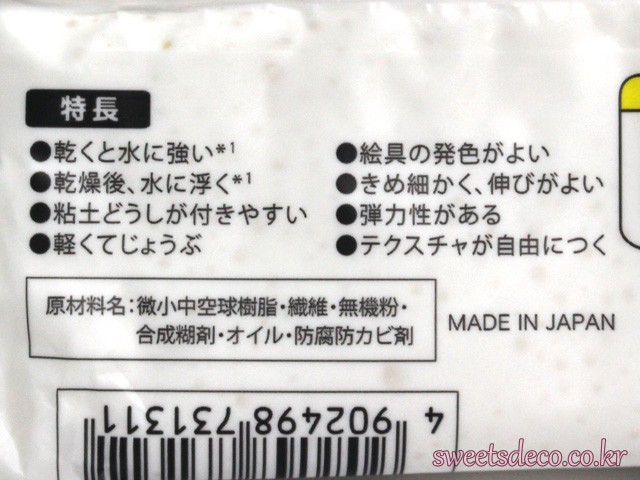 特長
●乾くと水に強い*1
●乾燥後、水に浮く*1
●粘土どうしが付きやすい
●軽くてじょうぶ
●絵具の発色がよい
●きめ細かく、伸びがよい
●弾力性がある
●テクスチャが自由につく
原材料名：微小中空球樹脂・繊維・無機粉・
合成糊剤・オイル・防腐防カビ剤
MADE IN JAPAN
4 902498 731311
sweetsdeco.co.kr